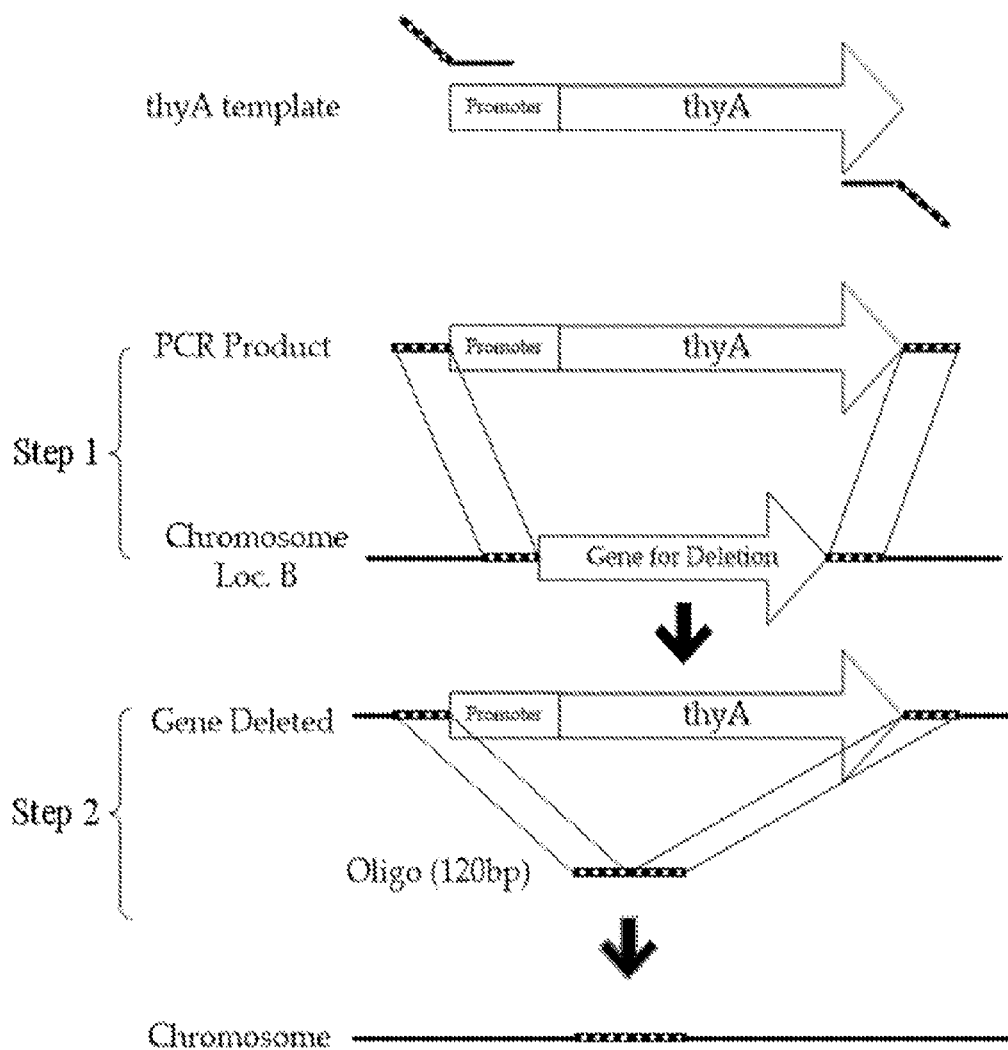 thyA template
Promoter
thyA
PCR Product
Promoter
thyA
Step 1
Chromosome
Loc. B
Gene for Deletion
Gene Deleted
Promoter
thyA
Step 2
Oligo (120bp)
Chromosome